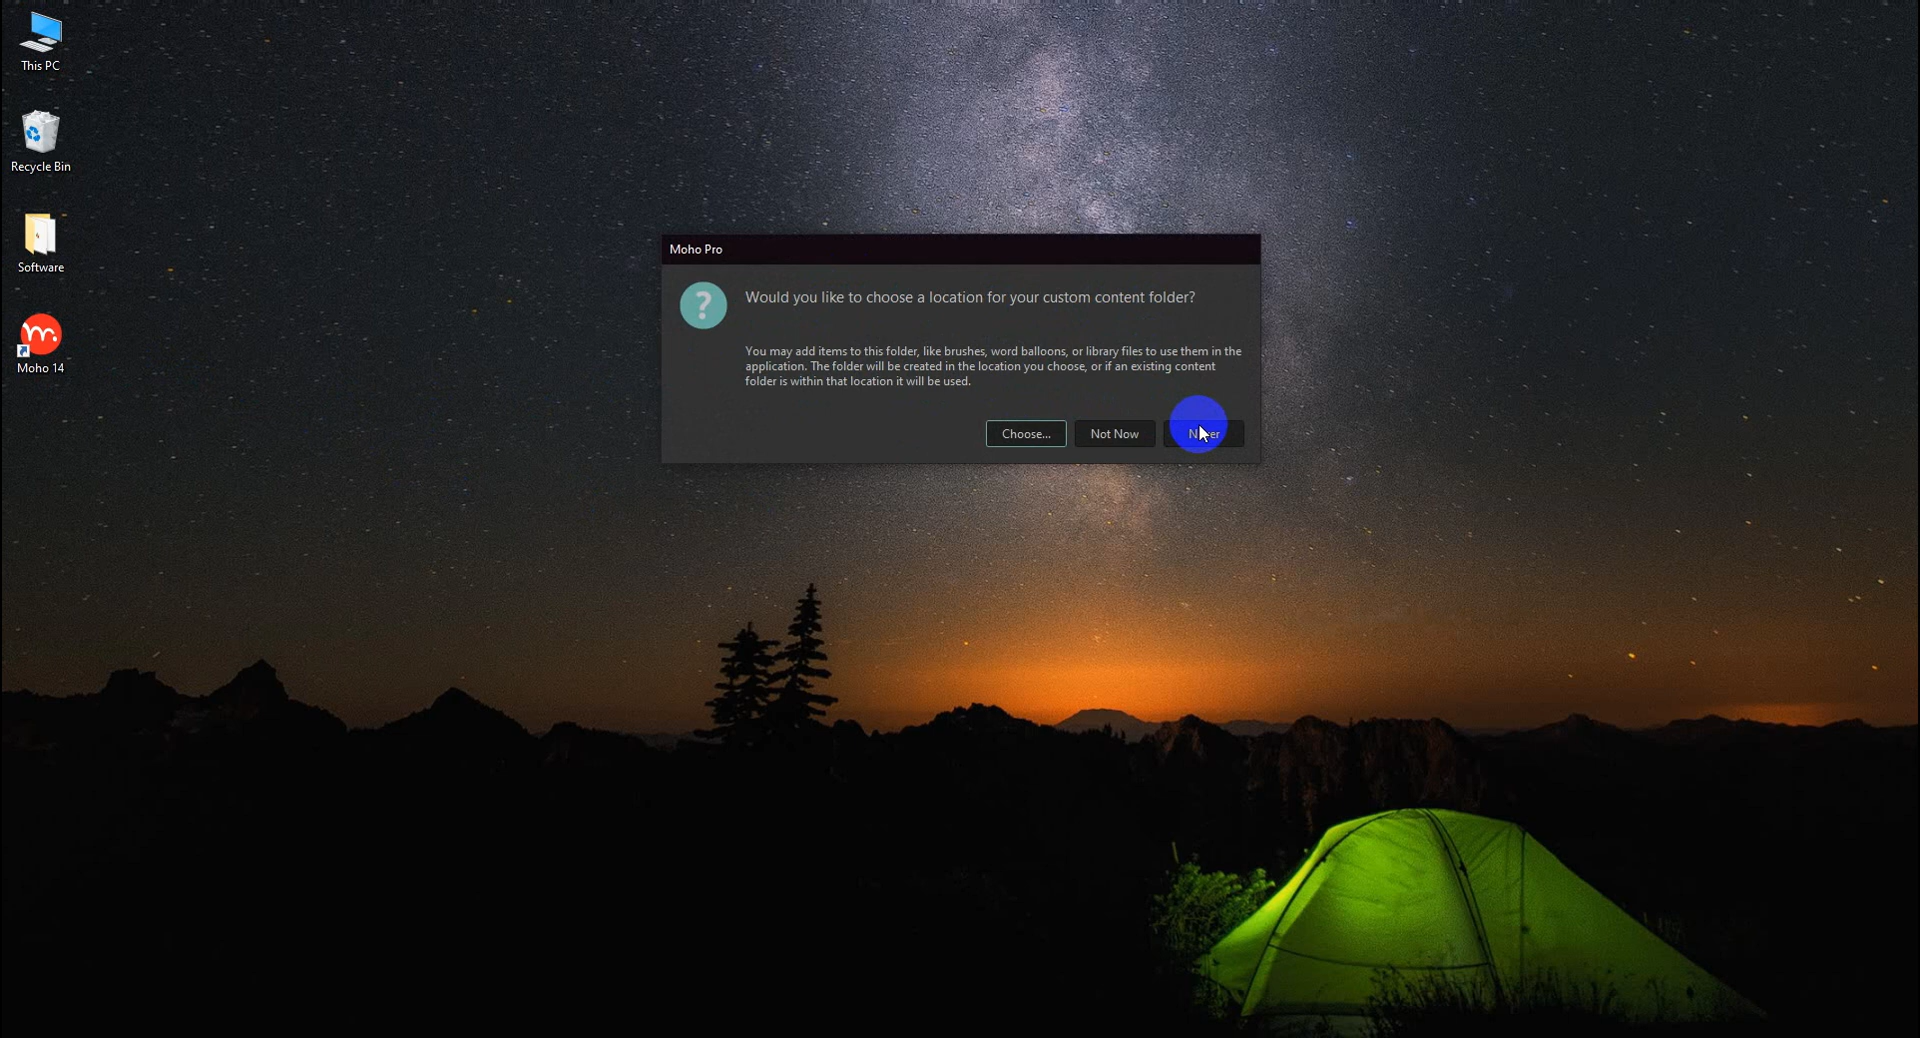 This PC
Recycle Bin
Software
Moho 14
Moho Pro
Would you like to choose a location for your custom content folder?
You may add items to this folder, like brushes, word balloons, or library files to use them in the
application. The folder will be created in the location you choose, or if an existing content
folder is within that location it will be used.
Choose...
Not Now
Never